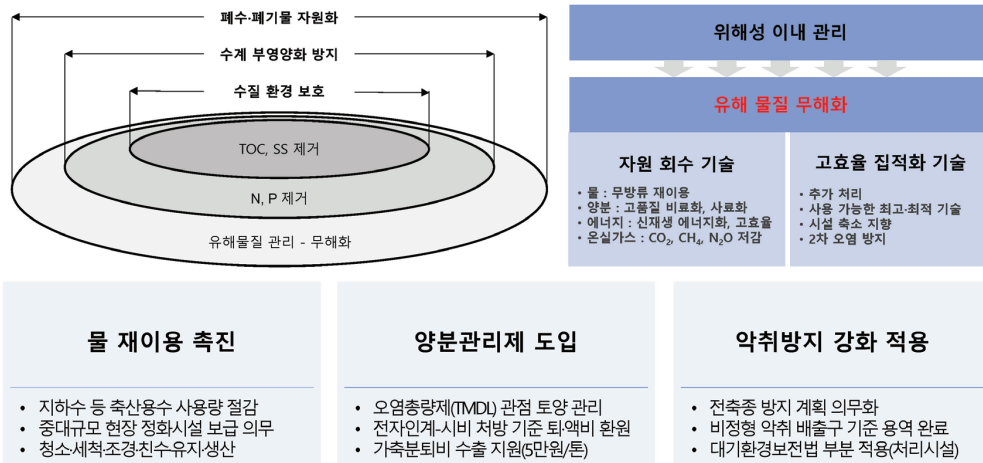 폐수·폐기물 자원화
수계 부영양화 방지
수질 환경 보호
TOC, SS 제거
N, P 제거
유해물질 관리 - 무해화
위해성 이내 관리
유해 물질 무해화
자원 회수 기술
• 물 : 무방류 재이용
• 양분 : 고품질 비료화, 사료화
• 에너지 : 신재생 에너지화, 고효율
• 온실가스 : CO₂, CH₄, N₂O 저감
고효율 집적화 기술
• 추가 처리
• 사용 가능한 최고·최적 기술
• 시설 축소 지향
• 2차 오염 방지
물 재이용 촉진
• 지하수 등 축산용수 사용량 절감
• 중대규모 현장 정화시설 보급 의무
• 청소·세척·조경·친수·유지·생산
양분관리제 도입
• 오염총량제(TMDL) 관점 토양 관리
• 전자인계-시비 처방 기준 퇴·액비 환원
• 가축분퇴비 수출 지원(5만원/톤)
악취방지 강화 적용
• 전축종 방지 계획 의무화
• 비정형 악취 배출구 기준 용역 완료
• 대기환경보전법 부분 적용(처리시설)